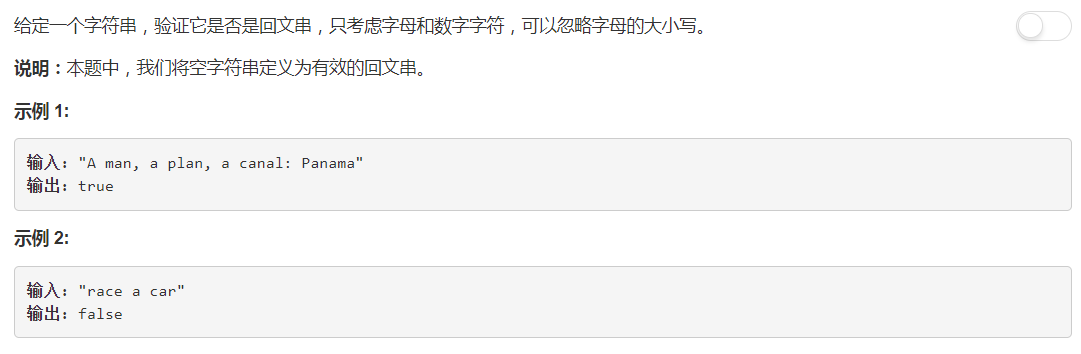 给定一个字符串，验证它是否是回文串，只考虑字母和数字字符，可以忽略字母的大小写。
说明：本题中，我们将空字符串定义为有效的回文串。
示例 1:
输入: "A man, a plan, a canal: Panama"
输出: true
示例 2:
输入: "race a car"
输出: false